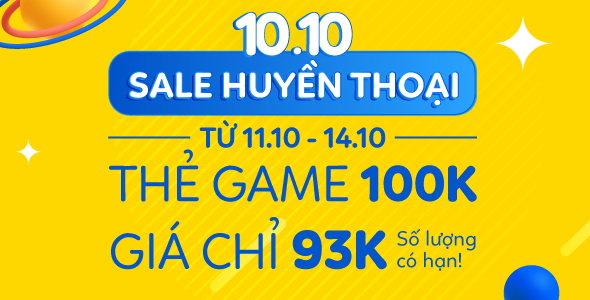 10.10
SALE HUYỀN THOẠI
TỪ 11.10 - 14.10
THẺ GAME 100K
GIÁ CHỈ 93K Số lượng
có hạn!